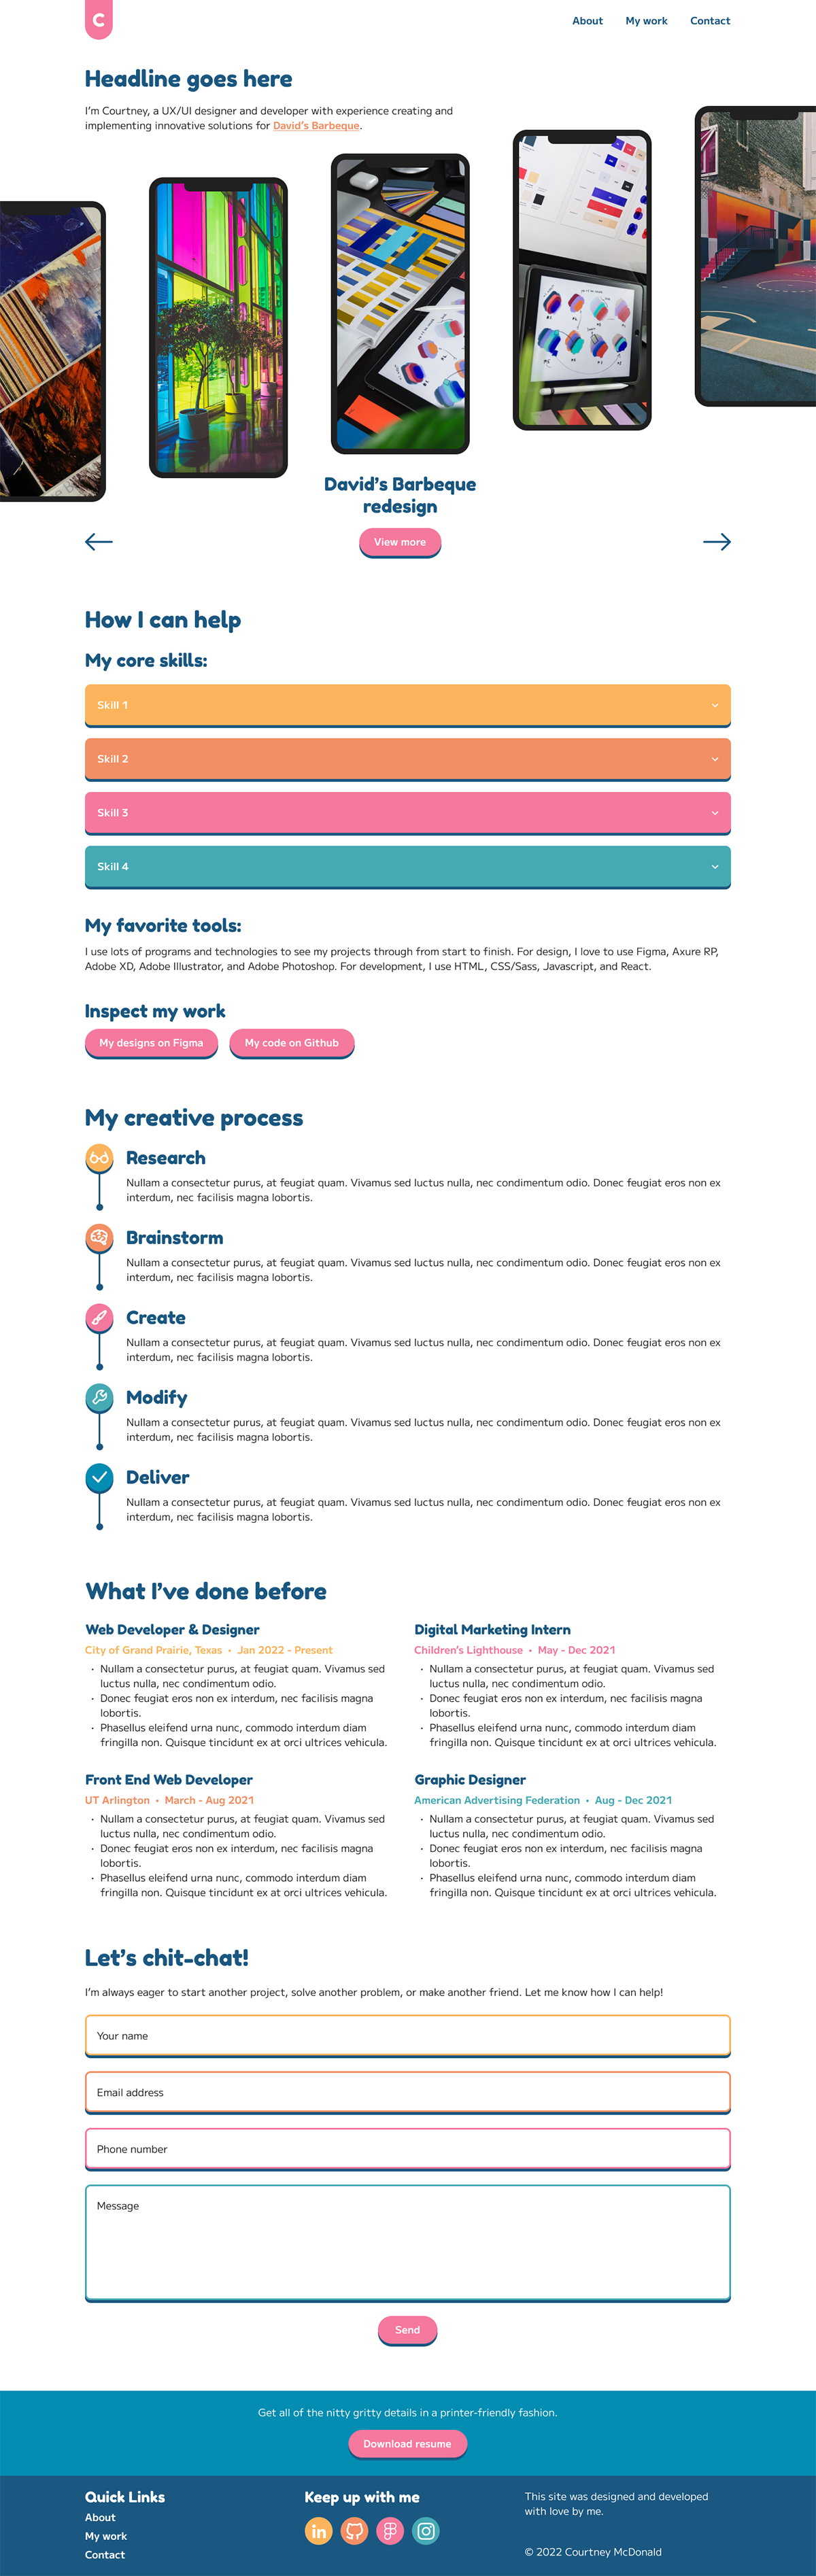 C
About
My work
Contact
Headline goes here
I'm Courtney, a UX/UI designer and developer with experience creating and
implementing innovative solutions for David's Barbeque.
David's Barbeque
redesign
View more
How I can help
My core skills:
Skill 1
Skill 2
Skill 3
Skill 4
My favorite tools:
I use lots of programs and technologies to see my projects through from start to finish. For design, I love to use Figma, Axure RP,
Adobe XD, Adobe Illustrator, and Adobe Photoshop. For development, I use HTML, CSS/Sass, Javascript, and React.
Inspect my work
My designs on Figma
My code on Github
My creative process
Research
Nullam a consectetur purus, at feugiat quam. Vivamus sed luctus nulla, nec condimentum odio. Donec feugiat eros non ex
interdum, nec facilisis magna lobortis.
Brainstorm
Nullam a consectetur purus, at feugiat quam. Vivamus sed luctus nulla, nec condimentum odio. Donec feugiat eros non ex
interdum, nec facilisis magna lobortis.
Create
Nullam a consectetur purus, at feugiat quam. Vivamus sed luctus nulla, nec condimentum odio. Donec feugiat eros non ex
interdum, nec facilisis magna lobortis.
Modify
Nullam a consectetur purus, at feugiat quam. Vivamus sed luctus nulla, nec condimentum odio. Donec feugiat eros non ex
interdum, nec facilisis magna lobortis.
Deliver
Nullam a consectetur purus, at feugiat quam. Vivamus sed luctus nulla, nec condimentum odio. Donec feugiat eros non ex
interdum, nec facilisis magna lobortis.
What I've done before
Web Developer & Designer
City of Grand Prairie, Texas • Jan 2022 - Present
• Nullam a consectetur purus, at feugiat quam. Vivamus sed
luctus nulla, nec condimentum odio.
• Donec feugiat eros non ex interdum, nec facilisis magna
lobortis.
• Phasellus eleifend urna nunc, commodo interdum diam
fringilla non. Quisque tincidunt ex at orci ultrices vehicula.
Digital Marketing Intern
Children's Lighthouse • May - Dec 2021
• Nullam a consectetur purus, at feugiat quam. Vivamus sed
luctus nulla, nec condimentum odio.
• Donec feugiat eros non ex interdum, nec facilisis magna
lobortis.
• Phasellus eleifend urna nunc, commodo interdum diam
fringilla non. Quisque tincidunt ex at orci ultrices vehicula.
Front End Web Developer
UT Arlington • March - Aug 2021
• Nullam a consectetur purus, at feugiat quam. Vivamus sed
luctus nulla, nec condimentum odio.
• Donec feugiat eros non ex interdum, nec facilisis magna
lobortis.
• Phasellus eleifend urna nunc, commodo interdum diam
fringilla non. Quisque tincidunt ex at orci ultrices vehicula.
Graphic Designer
American Advertising Federation • Aug - Dec 2021
• Nullam a consectetur purus, at feugiat quam. Vivamus sed
luctus nulla, nec condimentum odio.
• Donec feugiat eros non ex interdum, nec facilisis magna
lobortis.
• Phasellus eleifend urna nunc, commodo interdum diam
fringilla non. Quisque tincidunt ex at orci ultrices vehicula.
Let's chit-chat!
I'm always eager to start another project, solve another problem, or make another friend. Let me know how I can help!
Your name
Email address
Phone number
Message
Send
Get all of the nitty gritty details in a printer-friendly fashion.
Download resume
Quick Links
About
My work
Contact
Keep up with me
in
This site was designed and developed
with love by me.
© 2022 Courtney McDonald